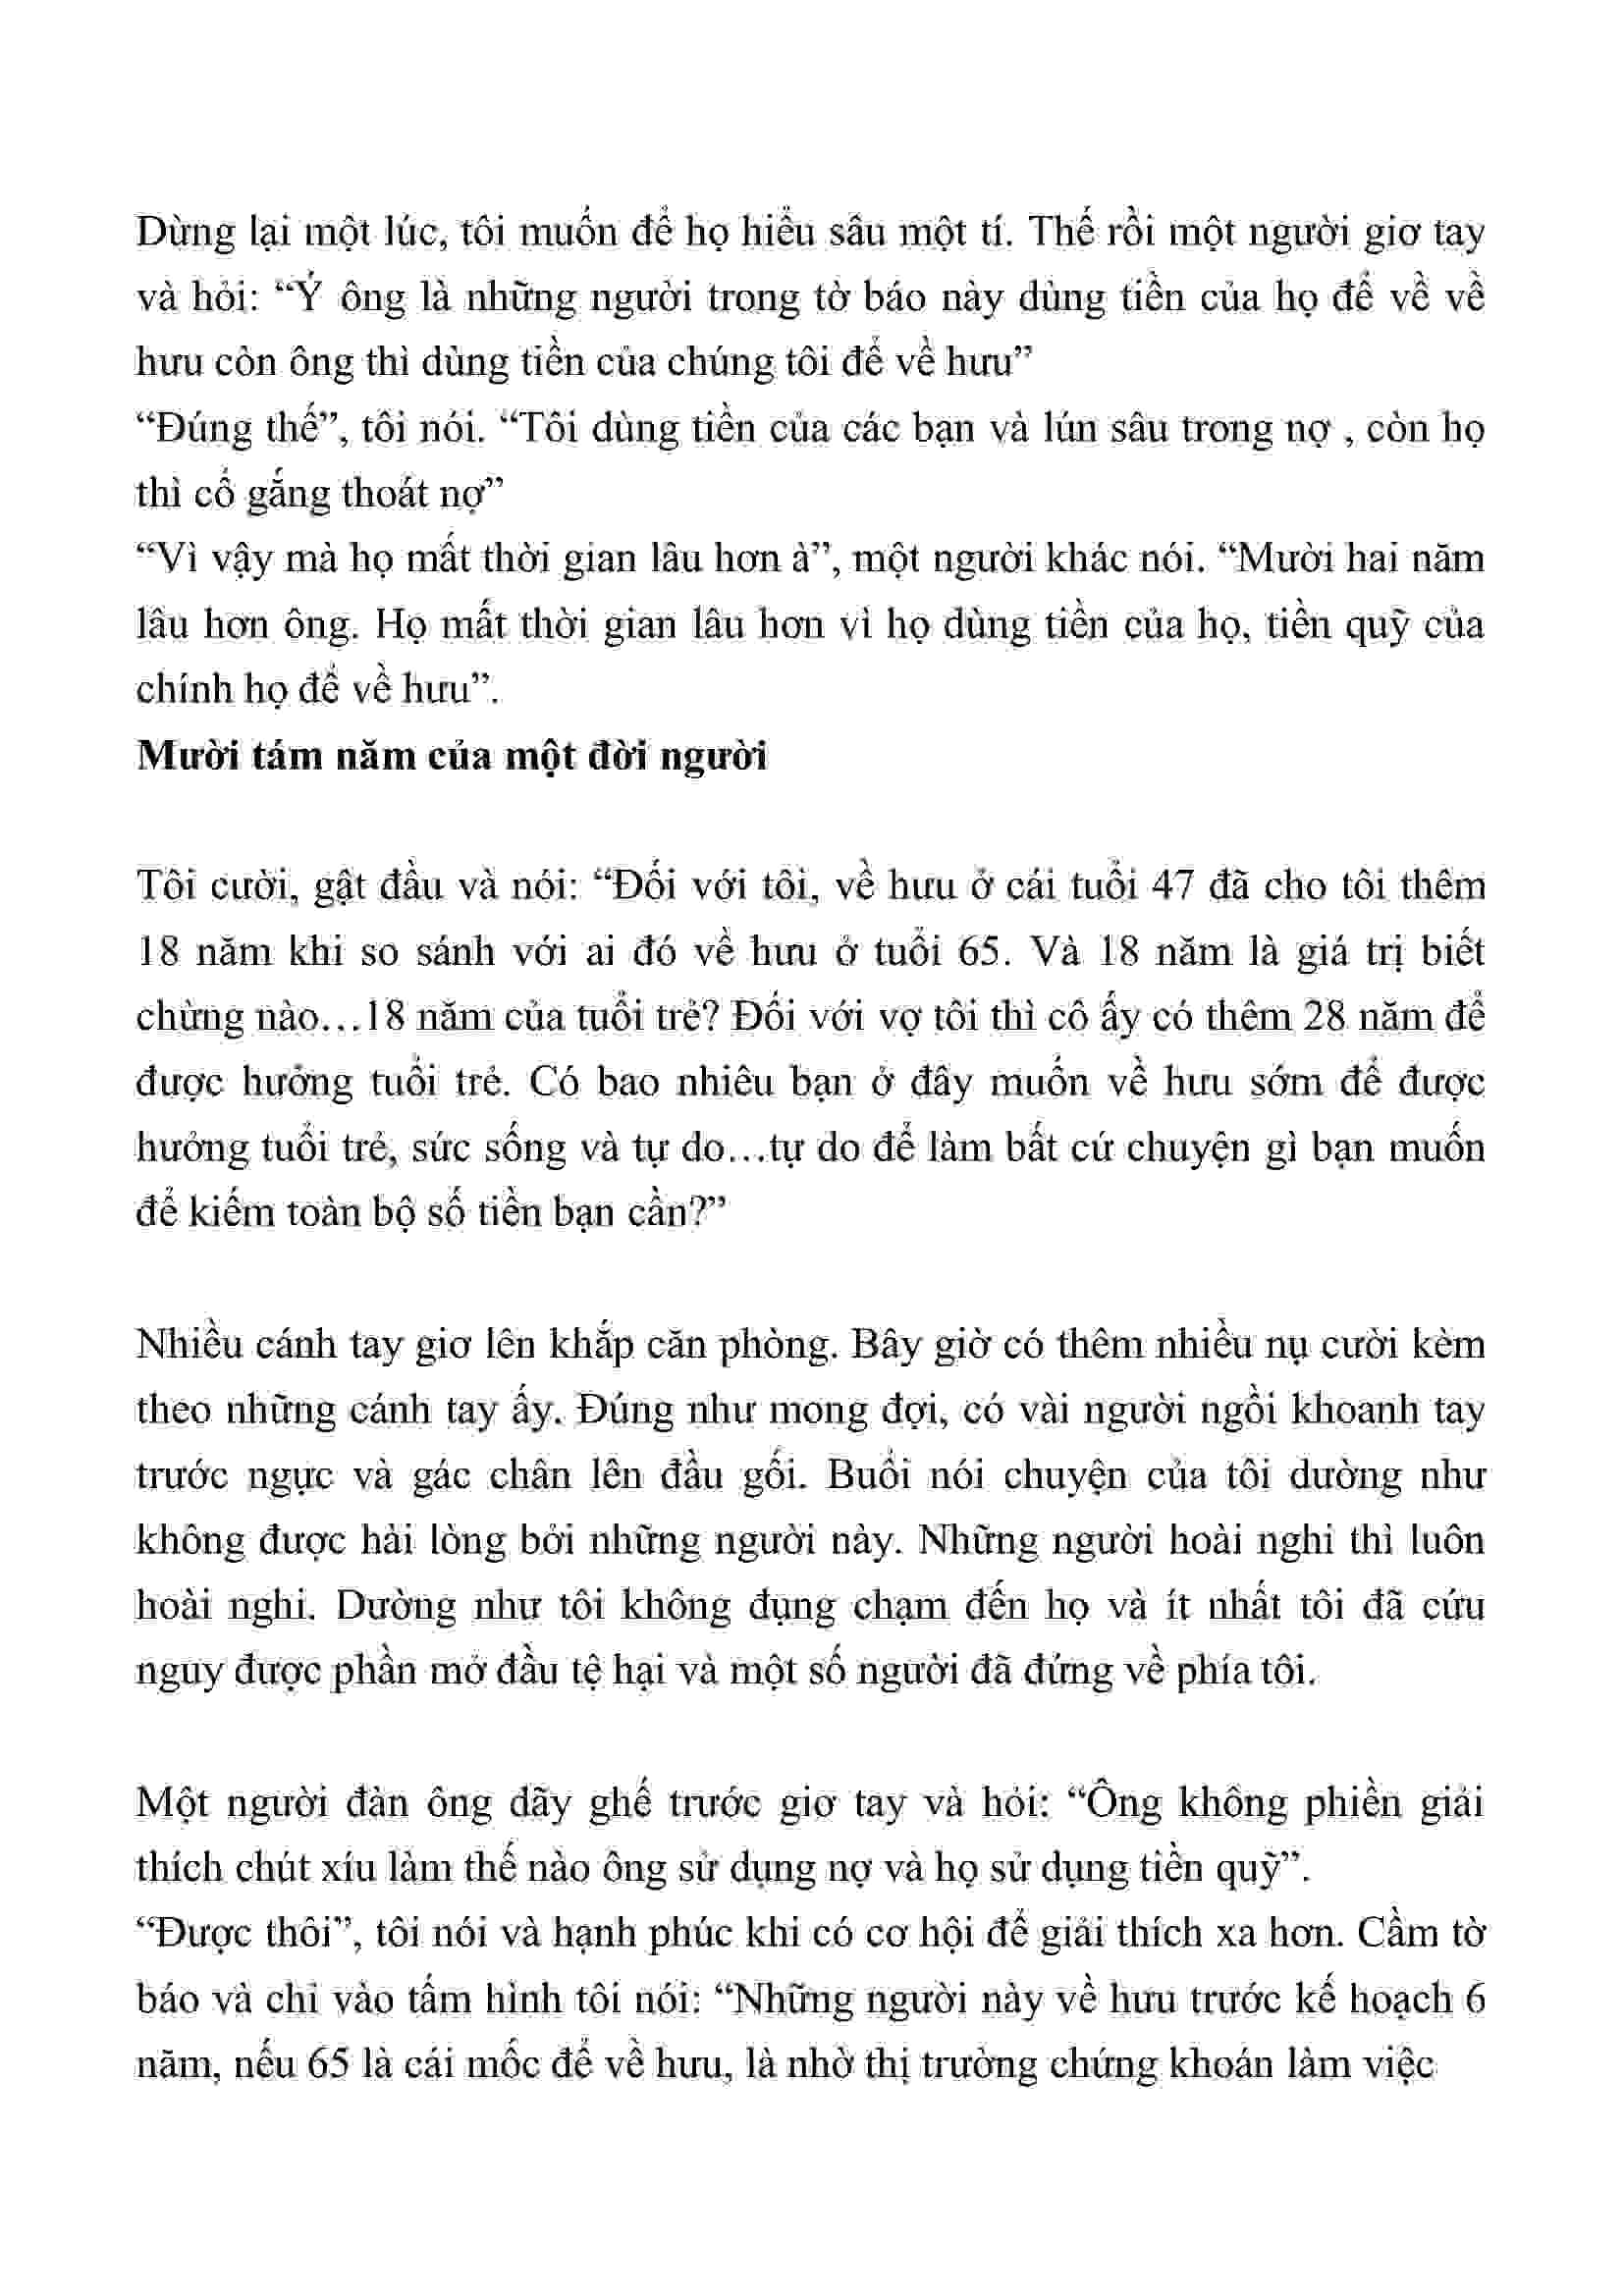 Dừng lại một lúc, tôi muốn để họ hiểu sâu một tí. Thế rồi một người giơ tay
và hỏi: “Ý ông là những người trong tờ báo này dùng tiền của họ để về về
hưu còn ông thì dùng tiền của chúng tôi để về hưu”
“Đúng thế”, tôi nói. “Tôi dùng tiền của các bạn và lún sâu trong nợ , còn họ
thì cố gắng thoát nợ”
“Vì vậy mà họ mất thời gian lâu hơn à”, một người khác nói. “Mười hai năm
lâu hơn ông. Họ mất thời gian lâu hơn vì họ dùng tiền của họ, tiền quỹ của
chính họ để về hưu”.
Mười tám năm của một đời người
Tôi cười, gật đầu và nói: “Đối với tôi, về hưu ở cái tuổi 47 đã cho tôi thêm
18 năm khi so sánh với ai đó về hưu ở tuổi 65. Và 18 năm là giá trị biết
chừng nào…18 năm của tuổi trẻ? Đối với vợ tôi thì cô ấy có thêm 28 năm để
được hưởng tuổi trẻ. Có bao nhiêu bạn ở đây muốn về hưu sớm để được
hưởng tuổi trẻ, sức sống và tự do…tự do để làm bất cứ chuyện gì bạn muốn
để kiếm toàn bộ số tiền bạn cần?”
Nhiều cánh tay giơ lên khắp căn phòng. Bây giờ có thêm nhiều nụ cười kèm
theo những cánh tay ấy. Đúng như mong đợi, có vài người ngồi khoanh tay
trước ngực và gác chân lên đầu gối. Buổi nói chuyện của tôi dường như
không được hài lòng bởi những người này. Những người hoài nghi thì luôn
hoài nghi. Dường như tôi không đụng chạm đến họ và ít nhất tôi đã cứu
nguy được phần mở đầu tệ hại và một số người đã đứng về phía tôi.
Một người đàn ông dãy ghế trước giơ tay và hỏi: “Ông không phiền giải
thích chút xíu làm thế nào ông sử dụng nợ và họ sử dụng tiền quỹ”.
“Được thôi”, tôi nói và hạnh phúc khi có cơ hội để giải thích xa hơn. Cầm tờ
báo và chỉ vào tấm hình tôi nói: “Những người này về hưu trước kế hoạch 6
năm, nếu 65 là cái mốc để về hưu, là nhờ thị trường chứng khoán làm việc